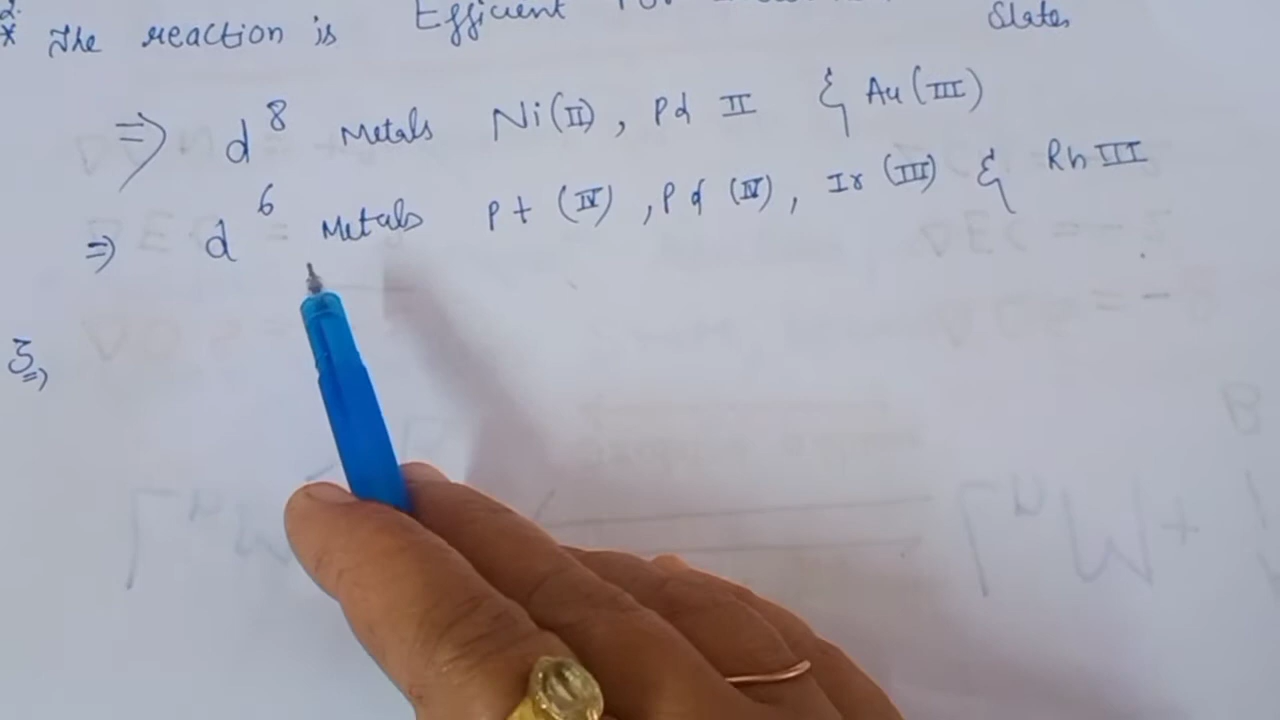 * The reaction is Efficient States
⇒ d⁸ Metals Ni(II), Pd II & Au(III)
⇒ d⁶ Metals Pt (IV), Pd (IV), Ir (III) & Rh III
3,